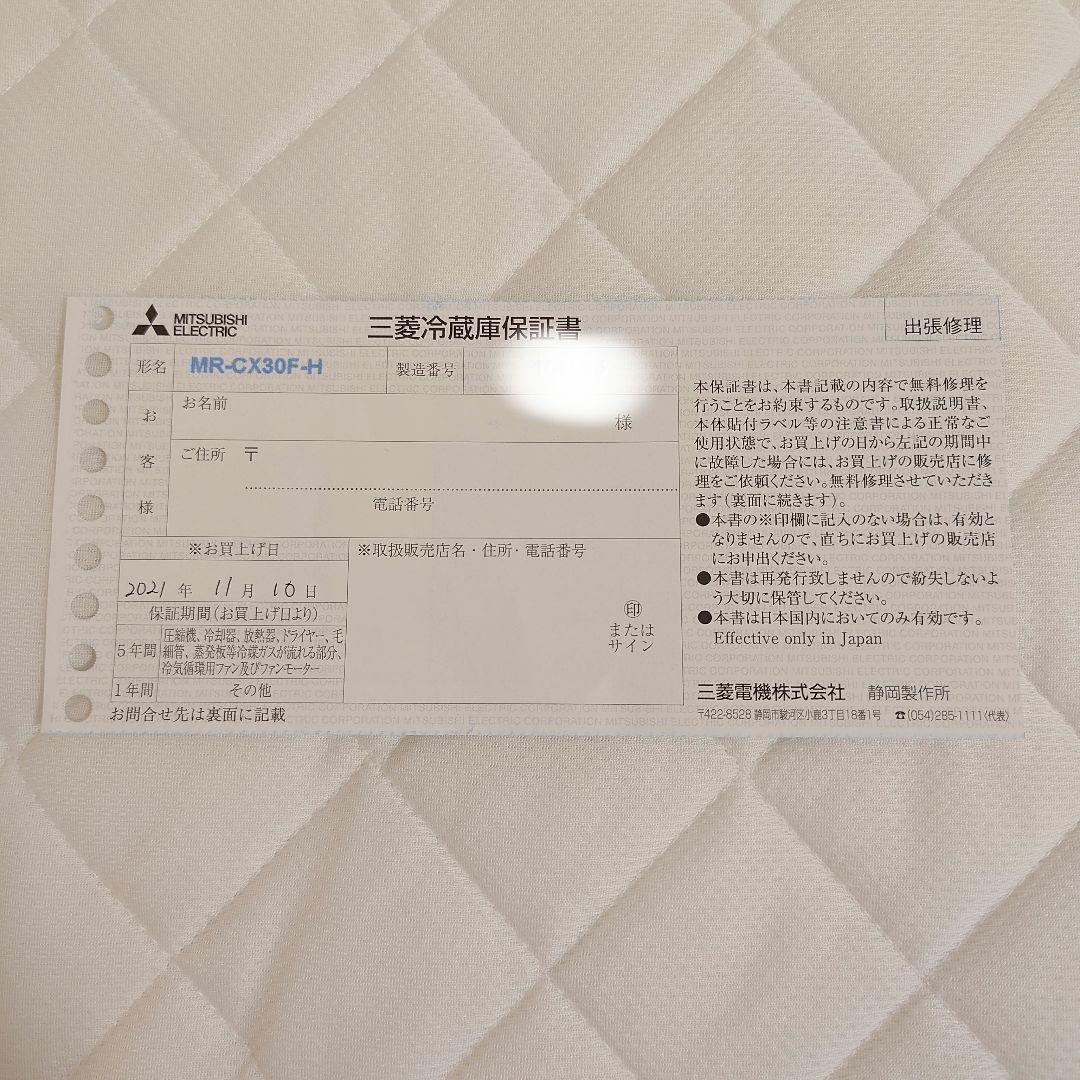 MITSUBISHI
ELECTRIC
三菱冷蔵庫保証書
出張修理
形名 MR-CX30F-H 製造番号
お客様
お名前
様
ご住所 〒
電話番号
※お買上げ日
2021 年 11 月 10 日
保証期間(お買上げ日より)
5年間 圧縮機、冷却器、放熱器、ドライヤー、毛
細管、蒸発板等冷媒ガスが流れる部分、
冷気循環用ファン及びファンモーター
1年間 その他
お問合せ先は裏面に記載
※取扱販売店名・住所・電話番号
㊞
または
サイン
本保証書は、本書記載の内容で無料修理を
行うことをお約束するものです。取扱説明書、
本体貼付ラベル等の注意書による正常なご
使用状態で、お買上げの日から左記の期間中
に故障した場合には、お買上げの販売店に修
理をご依頼ください。無料修理させていただき
ます(裏面に続きます)。
●本書の※印欄に記入のない場合は、有効と
なりませんので、直ちにお買上げの販売店
にお申出ください。
●本書は再発行致しませんので紛失しないよ
う大切に保管してください。
●本書は日本国内においてのみ有効です。
Effective only in Japan
三菱電機株式会社 静岡製作所
〒422-8528 静岡市駿河区小鹿3丁目18番1号 ☎(054)285-1111〈代表〉